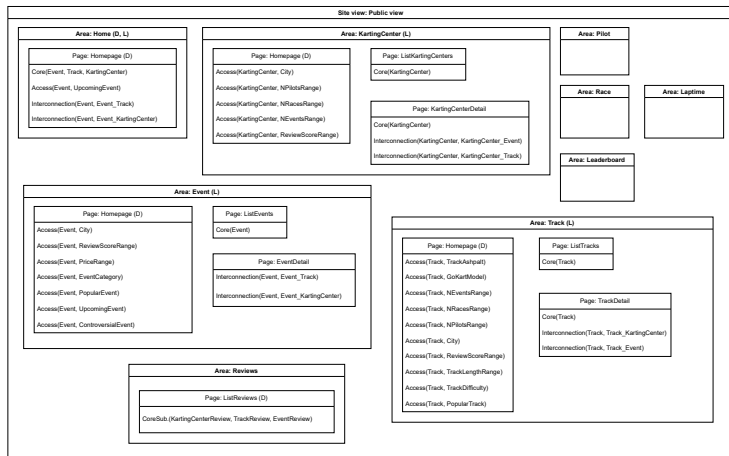 Site view: Public view
Area: Home (D, L)
Page: Homepage (D)
Core(Event, Track, KartingCenter)
Access(Event, UpcomingEvent)
Interconnection(Event, Event_Track)
Interconnection(Event, Event_KartingCenter)
Area: KartingCenter (L)
Page: Homepage (D)
Access(KartingCenter, City)
Access(KartingCenter, NPilotsRange)
Access(KartingCenter, NRacesRange)
Access(KartingCenter, NEventsRange)
Access(KartingCenter, ReviewScoreRange)
Page: ListKartingCenters
Core(KartingCenter)
Page: KartingCenterDetail
Core(KartingCenter)
Interconnection(KartingCenter, KartingCenter_Event)
Interconnection(KartingCenter, KartingCenter_Track)
Area: Pilot
Area: Race
Area: Laptime
Area: Leaderboard
Area: Event (L)
Page: Homepage (D)
Access(Event, City)
Access(Event, ReviewScoreRange)
Access(Event, PriceRange)
Access(Event, EventCategory)
Access(Event, PopularEvent)
Access(Event, UpcomingEvent)
Access(Event, ControversialEvent)
Page: ListEvents
Core(Event)
Page: EventDetail
Interconnection(Event, Event_Track)
Interconnection(Event, Event_KartingCenter)
Area: Track (L)
Page: Homepage (D)
Access(Track, TrackAshpalt)
Access(Track, GoKartModel)
Access(Track, NEventsRange)
Access(Track, NRacesRange)
Access(Track, NPilotsRange)
Access(Track, City)
Access(Track, ReviewScoreRange)
Access(Track, TrackLengthRange)
Access(Track, TrackDifficulty)
Access(Track, PopularTrack)
Page: ListTracks
Core(Track)
Page: TrackDetail
Core(Track)
Interconnection(Track, Track_KartingCenter)
Interconnection(Track, Track_Event)
Area: Reviews
Page: ListReviews (D)
CoreSub,(KartingCenterReview, TrackReview, EventReview)